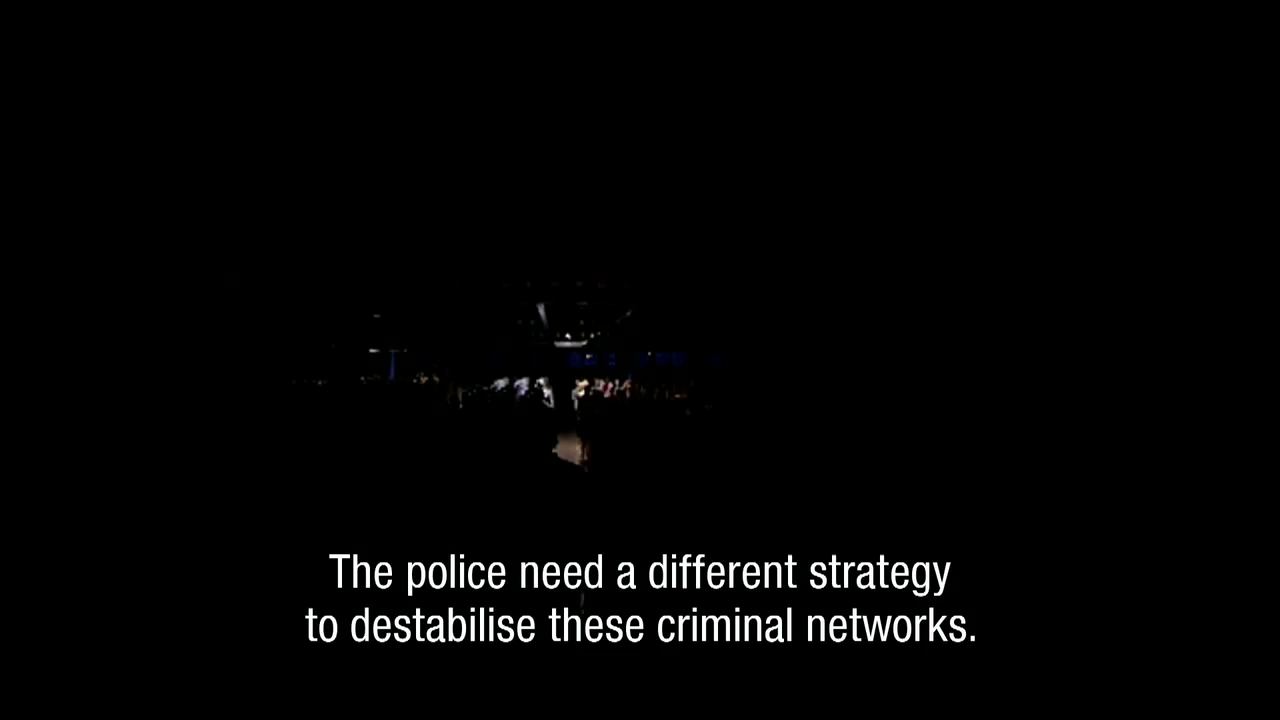 The police need a different strategy
to destabilise these criminal networks.